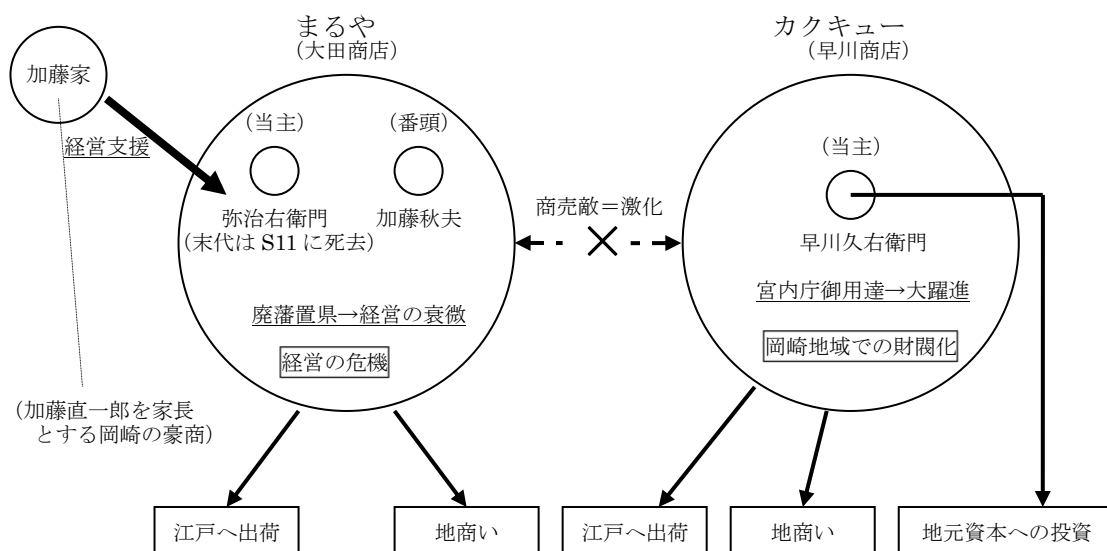 まるや
(大田商店)
カクキュー
(早川商店)
加藤家
経営支援
(当主)
(番頭)
弥治右衛門
(末代は S11 に死去)
加藤秋夫
廃藩置県→経営の衰微
経営の危機
商売敵＝激化
(当主)
早川久右衛門
宮内庁御用達→大躍進
岡崎地域での財閥化
(加藤直一郎を家長
とする岡崎の豪商)
江戸へ出荷
地商い
江戸へ出荷
地商い
地元資本への投資